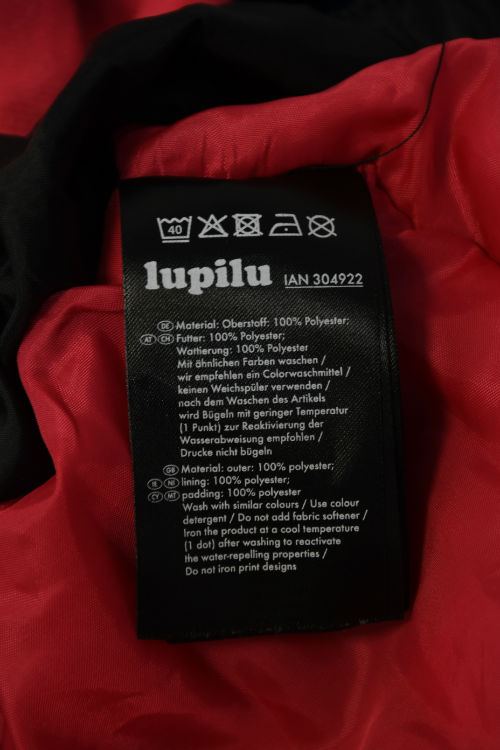 40
lupilu IAN 304922
DE Material: Oberstoff: 100% Polyester;
AT CH Futter: 100% Polyester;
Wattierung: 100% Polyester
Mit ähnlichen Farben waschen /
wir empfehlen ein Colorwaschmittel /
keinen Weichspüler verwenden /
nach dem Waschen des Artikels
wird Bügeln mit geringer Temperatur
(1 Punkt) zur Reaktivierung der
Wasserabweisung empfohlen /
Drucke nicht bügeln
GB Material: outer: 100% polyester;
IE NI lining: 100% polyester;
CY MT padding: 100% polyester
Wash with similar colours / Use colour
detergent / Do not add fabric softener /
Iron the product at a cool temperature
(1 dot) after washing to reactivate
the water-repelling properties /
Do not iron print designs